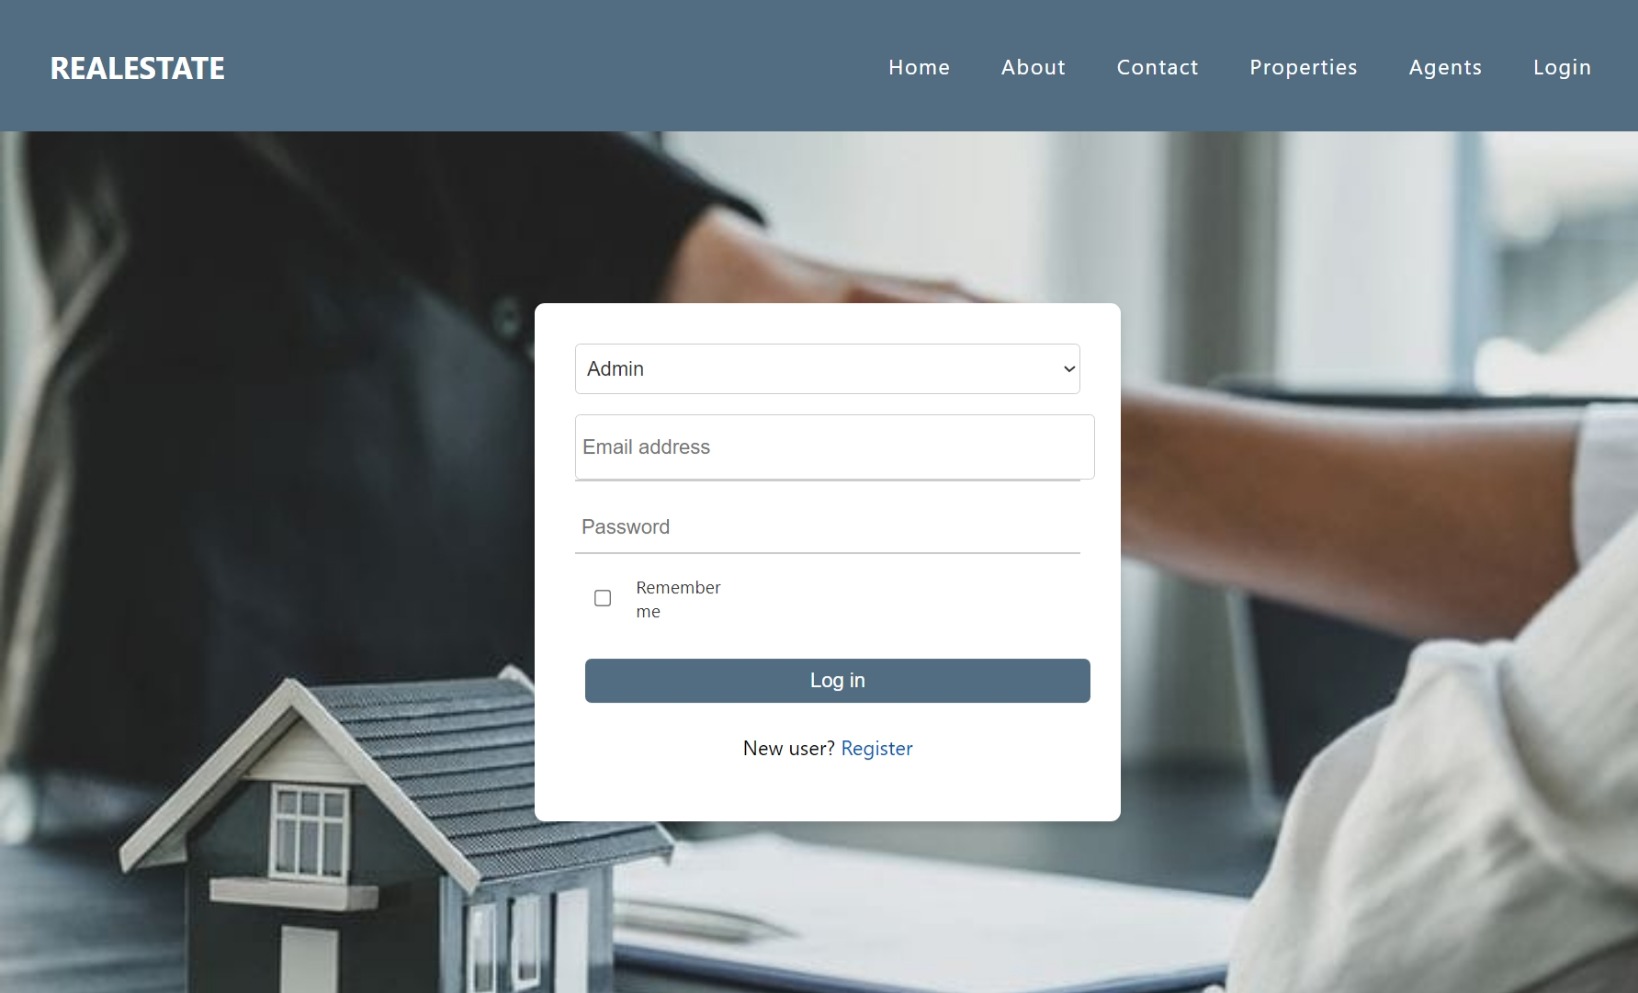 REALESTATE
Home About Contact Properties Agents Login
Admin
Email address
Password
Remember
me
Log in
New user? Register